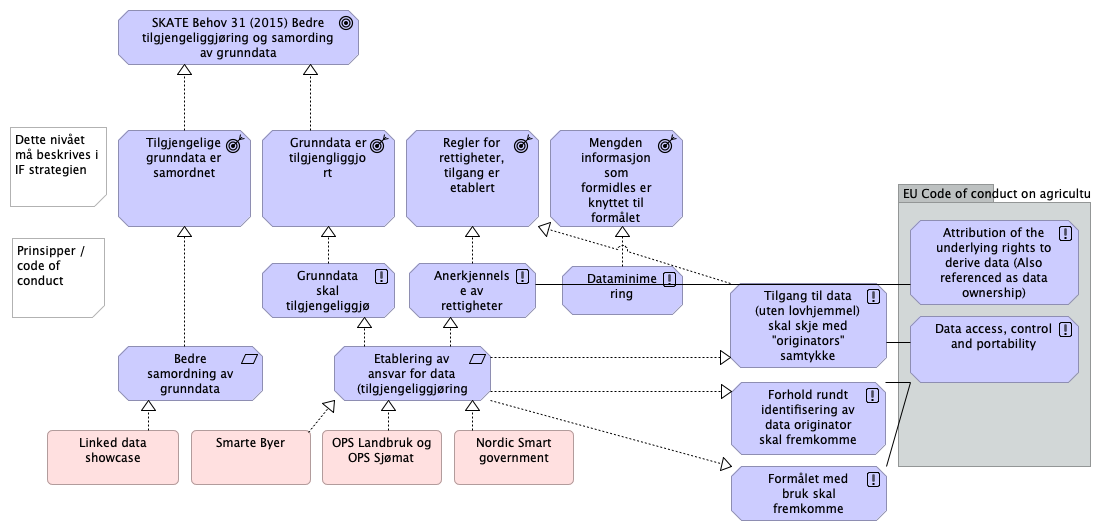 SKATE Behov 31 (2015) Bedre
tilgjengeliggjøring og samording
av grunndata
Dette nivået
må beskrives i
IF strategien
Tilgjengelige
grunndata er
samordnet
Grunndata er
tilgjengliggjo
rt
Regler for
rettigheter,
tilgang er
etablert
Mengden
informasjon
som
formidles er
knyttet til
formålet
EU Code of conduct on agricultu
Attribution of the
underlying rights to
derive data (Also
referenced as data
ownership)
Prinsipper /
code of
conduct
Grunndata
skal
tilgjengeliggjø
Anerkjennels
e av
rettigheter
Dataminime
ring
Tilgang til data
(uten lovhjemmel)
skal skje med
"originators"
samtykke
Data access, control
and portability
Bedre
samordning av
grunndata
Etablering av
ansvar for data
(tilgjengeliggjøring
Forhold rundt
identifisering av
data originator
skal fremkomme
Linked data
showcase
Smarte Byer
OPS Landbruk og
OPS Sjømat
Nordic Smart
government
Formålet med
bruk skal
fremkomme